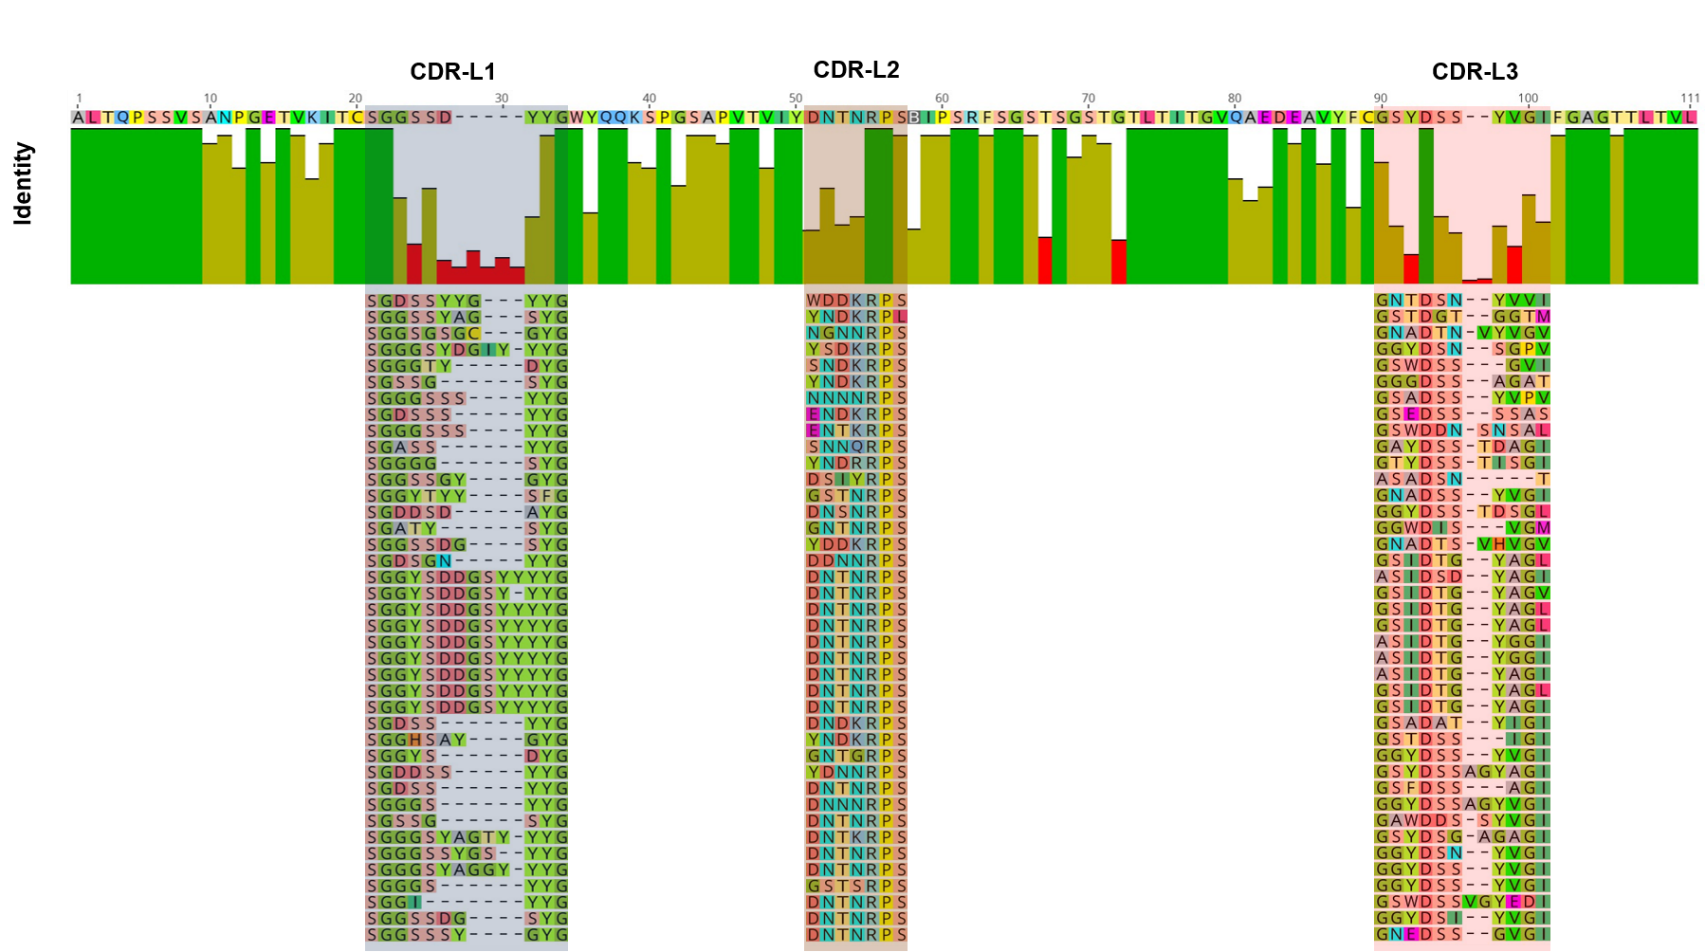 CDR-L1 CDR-L2 CDR-L3
1 10 20 30 40 50 60 70 80 90 100 111
ALTQPSSVSANPGETVKITCSGGSSD-----YYGWYQQKSPGSAPVTVIYDNTNRPSBIPSRFSGSTSGSTGTLTITGVQAEDEAVYFCGSYDSS--YVGIFGAGTTLTVL
Identity
SGDSSYYG---YYG WDDKRPS GNTDSN--YVVI
SGGSSYAG---SYG YNDKRPL GSTDGT--GGTM
SGGSGSGC---GYG NGNNRPS GNADTN-VYVGV
SGGGSYDGIY-YYG YSDKRPS GGYDSN--SGPV
SGGGTY-----DYG SNDKRPS GSWDSS---GVI
SGSSG------SYG YNDKRPS GGGDSS--AGAT
SGGGSSS----YYG NNNNRPS GSADSS--YVPV
SGDSSS-----YYG ENDKRPS GSEDSS--SSAS
SGGGSSS----YYG ENTKRPS GSWDDN-SNSAL
SGASS------YYG SNNQRPS GAYDSS-TDAGI
SGGGG------SYG YNDRRPS GTYDSS-TISGI
SGGSSGY----GYG DSIYRPS ASADSN-----T
SGGYTYY----SFG GSTNRPS GNADSS--YVGI
SGDDSD-----AYG DNSNRPS GGYDSS-TDSGL
SGATY------SYG GNTNRPS GGWDIS---VGM
SGGSSDG----SYG YDDKRPS GNADTS-VHVGV
SGDSGN-----YYG DDNNRPS GSIDTG--YAGL
SGGYSDDGSYYYYG DNTNRPS ASIDSD--YAGI
SGGYSDDGSY-YYG DNTNRPS GSIDTG--YAGV
SGGYSDDGSYYYYG DNTNRPS GSIDTG--YAGL
SGGYSDDGSYYYYG DNTNRPS GSIDTG--YAGL
SGGYSDDGSYYYYG DNTNRPS ASIDTG--YGGI
SGGYSDDGSYYYYG DNTNRPS ASIDTG--YGGI
SGGYSDDGSYYYYG DNTNRPS ASIDTG--YAGI
SGGYSDDGSYYYYG DNTNRPS GSIDTG--YAGL
SGGYSDDGSYYYYG DNTNRPS GSIDTG--YAGI
SGDSS------YYG DNDKRPS GSADAT--YIGI
SGGHSAY----GYG YNDKRPS GSTDSS---IGI
SGGYS------DYG GNTGRPS GGYDSS--YVGI
SGDDSS-----YYG YDNNRPS GSYDSSAGYAGI
SGDSS------YYG DNTNRPS GSFDSS---AGI
SGGGS------YYG DNNNRPS GGYDSSAGYVGI
SGSSG------SYG DNTNRPS GAWDDS-SYVGI
SGGGSYAGTY-YYG DNTKRPS GSYDSG-AGAGI
SGGGSSYGS--YYG DNTNRPS GGYDSN--YVGI
SGGGSYAGGY-YYG DNTNRPS GGYDSS--YVGI
SGGGS------YYG GSTSRPS GGYDSS--YVGI
SGGI-------YYG DNTNRPS GSWDSSVGYEDI
SGGSSDG----SYG DNTNRPS GGYDSI--YVGI
SGGSSSY----GYG DNTNRPS GNEDSS--GVGI